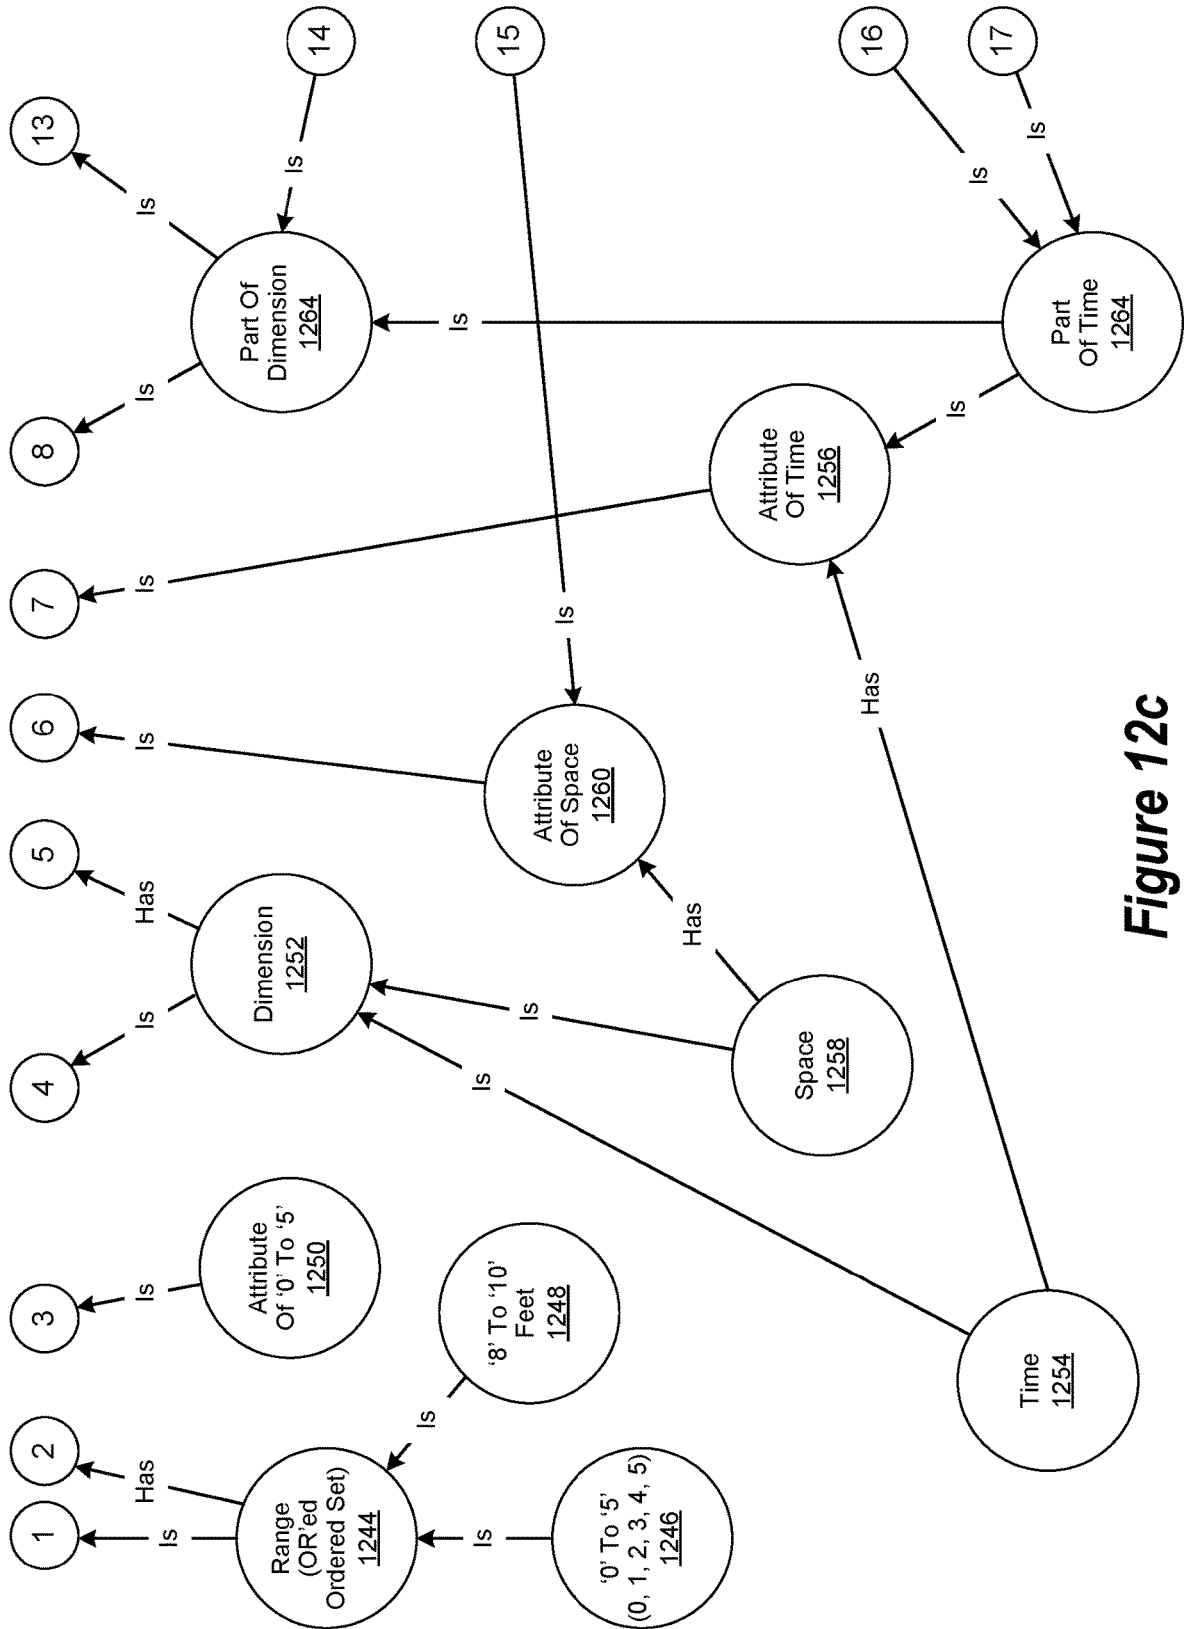 1
2
3
4
5
6
7
8
13
Is
Has
Is
Is
Has
Is
Is
Is
Is
Range
(OR'ed
Ordered Set)
1244
Attribute
Of '0' To '5'
1250
Dimension
1252
Part Of
Dimension
1264
Is
14
Is
Is
Is
Is
Is
15
'8' To '10'
Feet
1248
Attribute
Of Space
1260
Is
'0' To '5'
(0, 1, 2, 3, 4, 5)
1246
Has
Space
1258
Attribute
Of Time
1256
16
Has
Is
Is
17
Is
Time
1254
Part
Of Time
1264
Figure 12c